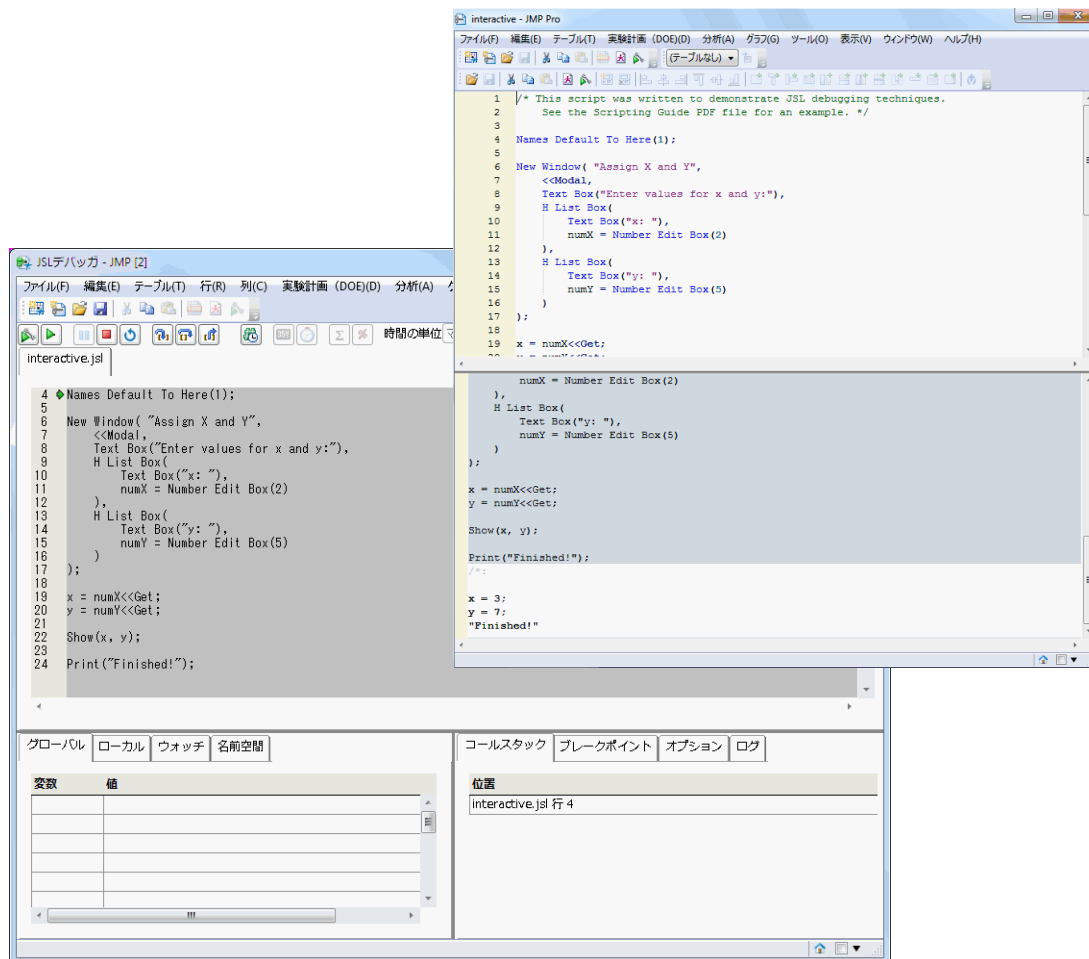 interactive - JMP Pro
ファイル(F) 編集(E) テーブル(T) 実験計画 (DOE)(D) 分析(A) グラフ(G) ツール(O) 表示(V) ウィンドウ(W) ヘルプ(H)
(テーブルなし)
1 /* This script was written to demonstrate JSL debugging techniques.
2 See the Scripting Guide PDF file for an example. */
3
4 Names Default To Here(1);
5
6 New Window( "Assign X and Y",
7 <<Modal,
8 Text Box("Enter values for x and y:"),
9 H List Box(
10 Text Box("x: "),
11 numX = Number Edit Box(2)
12 ),
13 H List Box(
14 Text Box("y: "),
15 numY = Number Edit Box(5)
16 )
17 );
18
19 x = numX<<Get;
20 y = numY<<Get;
numX = Number Edit Box(2)
),
H List Box(
Text Box("y: "),
numY = Number Edit Box(5)
)
);
x = numX<<Get;
y = numY<<Get;
Show(x, y);
Print("Finished!");
/*:
x = 3;
y = 7;
"Finished!"
JSLデバッガ - JMP [2]
ファイル(F) 編集(E) テーブル(T) 行(R) 列(C) 実験計画 (DOE)(D) 分析(A)
時間の単位
interactive.jsl
4 Names Default To Here(1);
5
6 New Window( "Assign X and Y",
7 <<Modal,
8 Text Box("Enter values for x and y:"),
9 H List Box(
10 Text Box("x: "),
11 numX = Number Edit Box(2)
12 ),
13 H List Box(
14 Text Box("y: "),
15 numY = Number Edit Box(5)
16 )
17 );
18
19 x = numX<<Get;
20 y = numY<<Get;
21
22 Show(x, y);
23
24 Print("Finished!");
グローバル ローカル ウォッチ 名前空間
変数 値
コールスタック ブレークポイント オプション ログ
位置
interactive.jsl 行 4